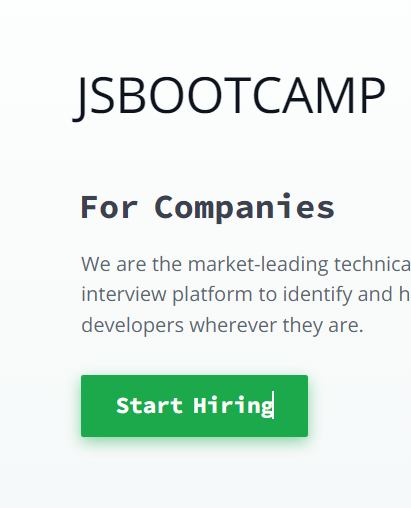 JSBOOTCAMP
For Companies
We are the market-leading technica
interview platform to identify and h
developers wherever they are.
Start Hiring